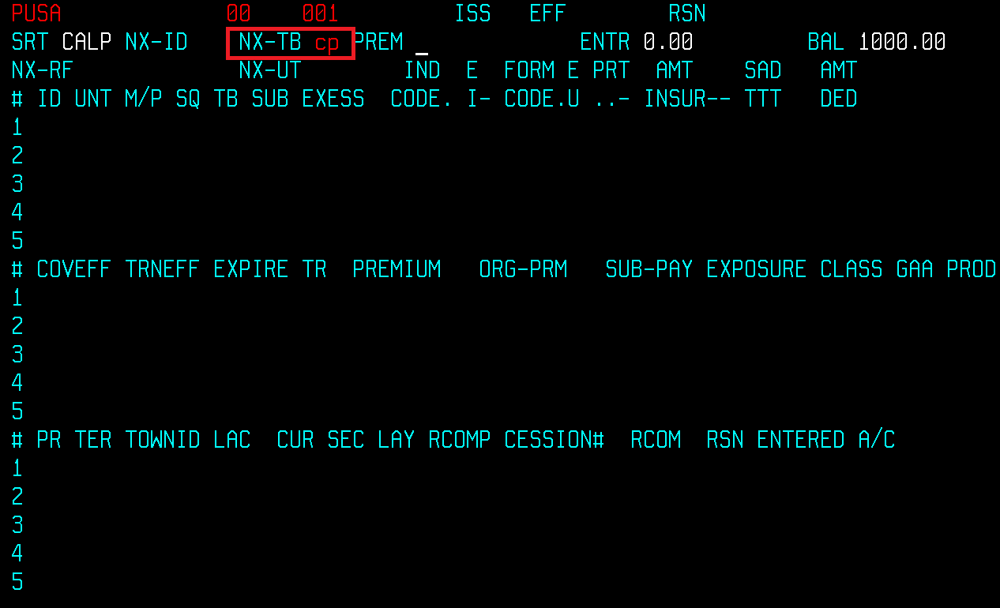 PUSA 00 001 ISS EFF RSN
SRT CALP NX-ID NX-TB cp PREM _ ENTR 0.00 BAL 1000.00
NX-RF NX-UT IND E FORM E PRT AMT SAD AMT
# ID UNT M/P SQ TB SUB EXESS CODE. I- CODE.U ..- INSUR-- TTT DED
1
2
3
4
5
# COVEFF TRNEFF EXPIRE TR PREMIUM ORG-PRM SUB-PAY EXPOSURE CLASS GAA PROD
1
2
3
4
5
# PR TER TOWNID LAC CUR SEC LAY RCOMP CESSION# RCOM RSN ENTERED A/C
1
2
3
4
5